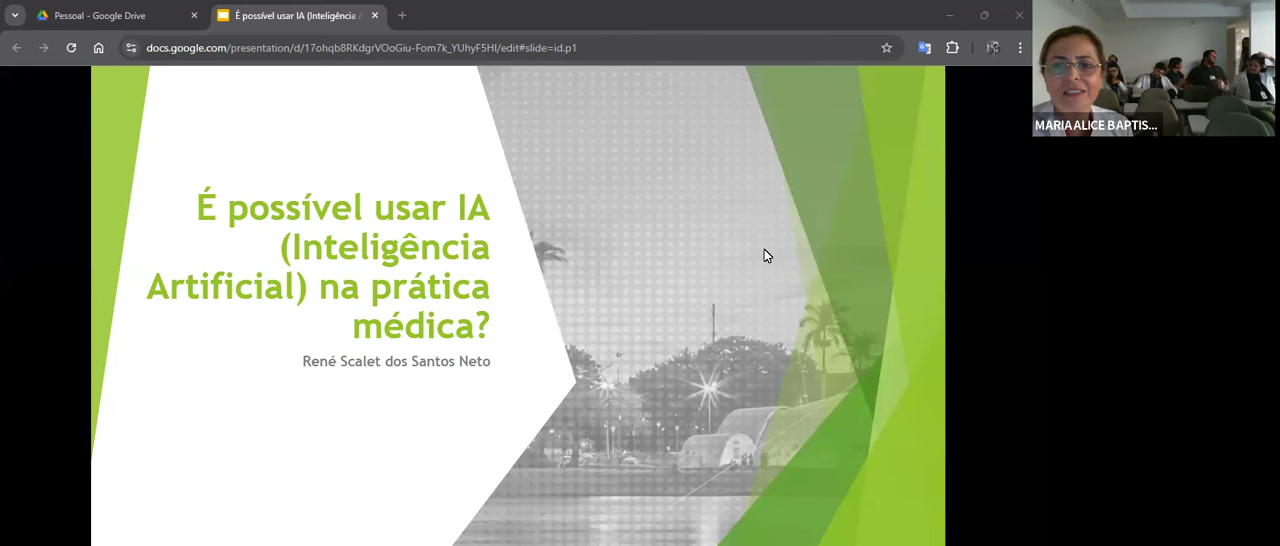 Pessoal - Google Drive
É possível usar IA (Inteligência A
docs.google.com/presentation/d/17ohqb8RKdgrVOoGiu-Fom7k_YUhyF5HI/edit#slide=id.p1
MARIA ALICE BAPTIS...
É possível usar IA
(Inteligência
Artificial) na prática
médica?
René Scalet dos Santos Neto